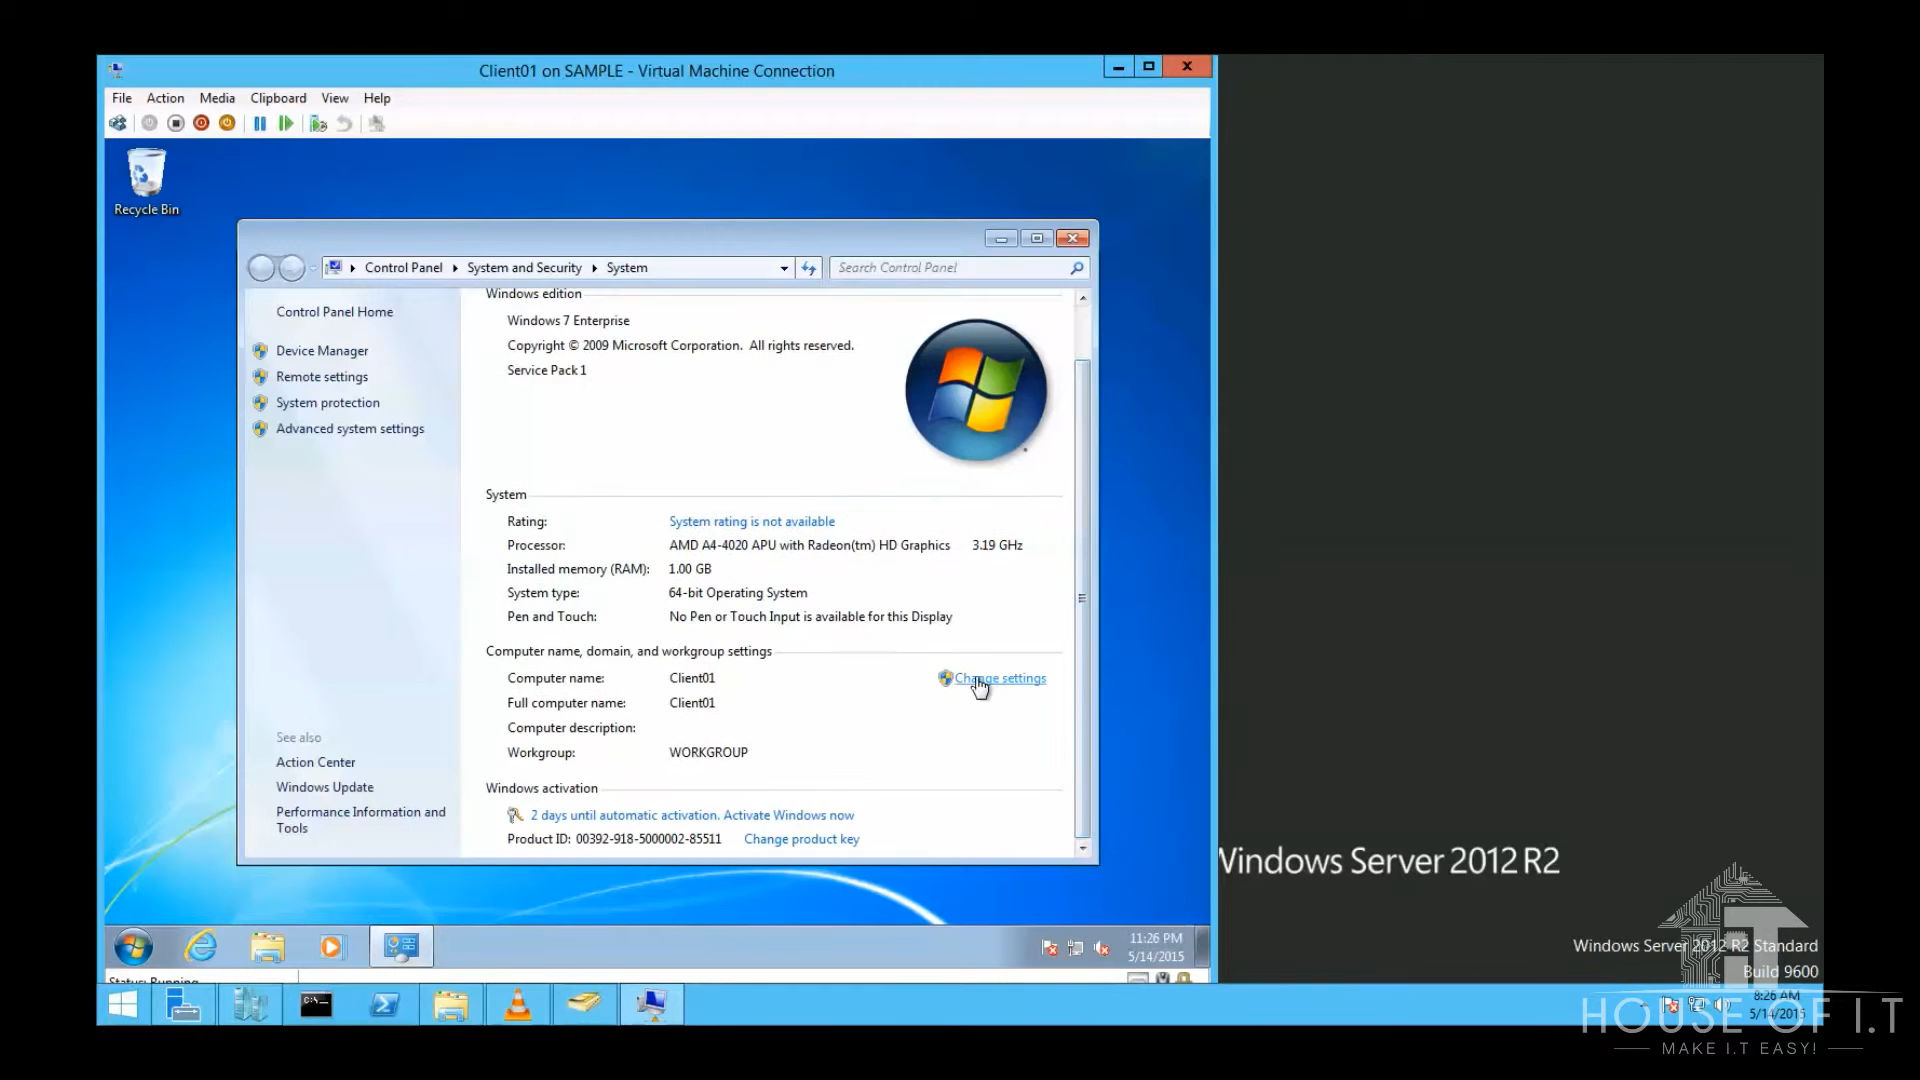 Client01 on SAMPLE - Virtual Machine Connection
File Action Media Clipboard View Help
Recycle Bin
Control Panel System and Security System
Search Control Panel
Control Panel Home
Device Manager
Remote settings
System protection
Advanced system settings
See also
Action Center
Windows Update
Performance Information and
Tools
Windows edition
Windows 7 Enterprise
Copyright © 2009 Microsoft Corporation. All rights reserved.
Service Pack 1
System
Rating: System rating is not available
Processor: AMD A4-4020 APU with Radeon(tm) HD Graphics 3.19 GHz
Installed memory (RAM): 1.00 GB
System type: 64-bit Operating System
Pen and Touch: No Pen or Touch Input is available for this Display
Computer name, domain, and workgroup settings
Computer name: Client01 Change settings
Full computer name: Client01
Computer description:
Workgroup: WORKGROUP
Windows activation
2 days until automatic activation. Activate Windows now
Product ID: 00392-918-5000002-85511 Change product key
11:26 PM
5/14/2015
Status: Running
Windows Server 2012 R2
Windows Server 2012 R2 Standard
Build 9600
8:26 AM
5/14/2015
iT
HOUSE OF I.T
MAKE I.T EASY!